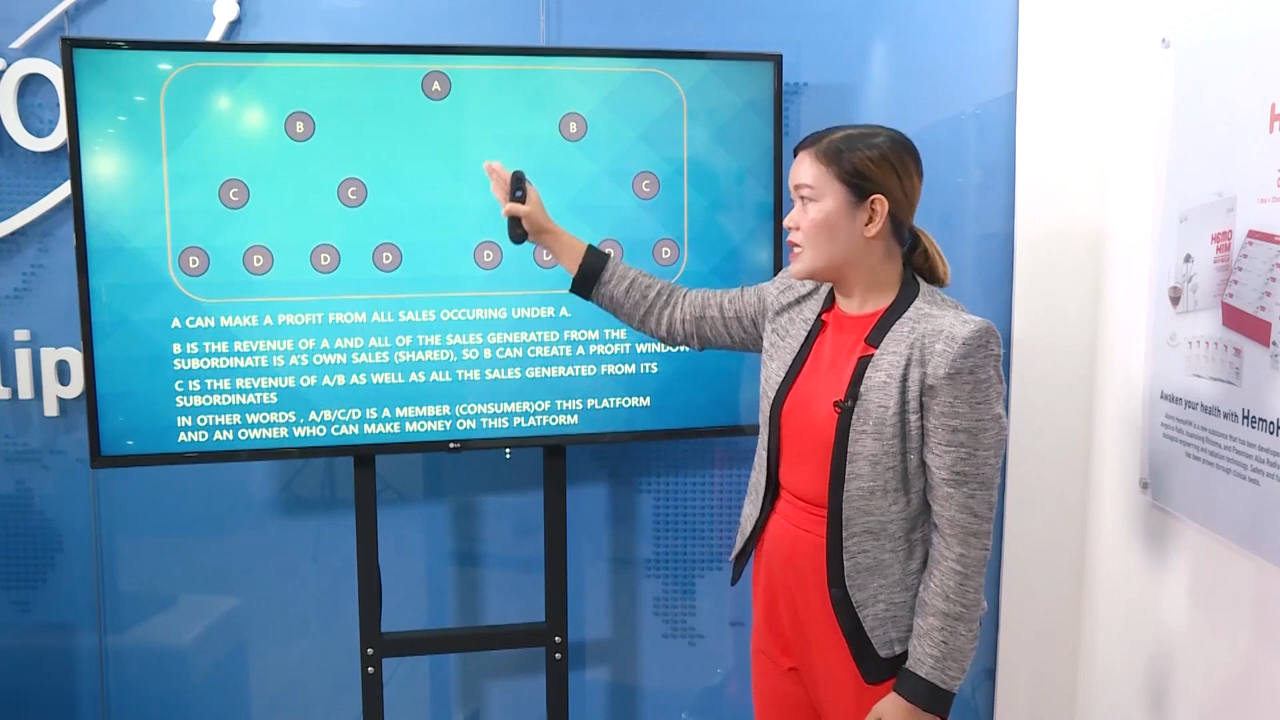 A
B B
C C C
D D D D D D D D
A CAN MAKE A PROFIT FROM ALL SALES OCCURING UNDER A.
B IS THE REVENUE OF A AND ALL OF THE SALES GENERATED FROM THE
SUBORDINATE IS A'S OWN SALES (SHARED), SO B CAN CREATE A PROFIT WINDOW
C IS THE REVENUE OF A/B AS WELL AS ALL THE SALES GENERATED FROM ITS
SUBORDINATES
IN OTHER WORDS , A/B/C/D IS A MEMBER (CONSUMER)OF THIS PLATFORM
AND AN OWNER WHO CAN MAKE MONEY ON THIS PLATFORM
LG
lip
HEMO
HIM
Awaken your health with HemoH